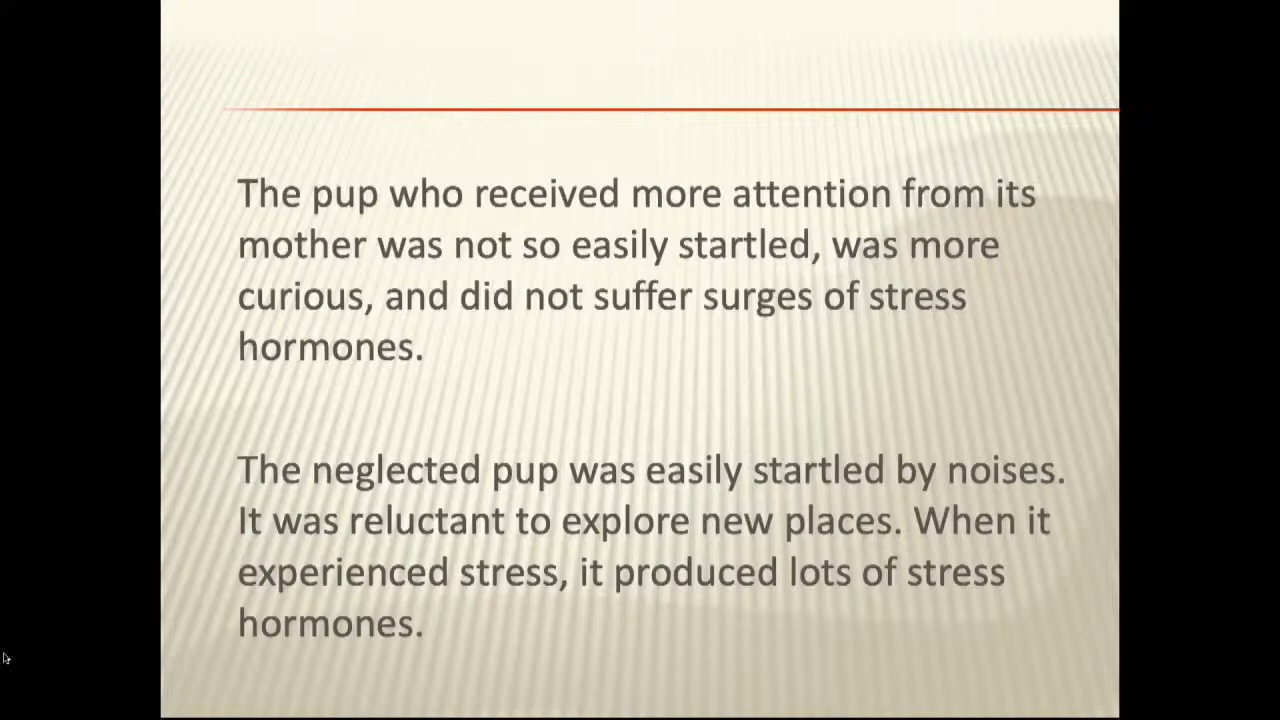 The pup who received more attention from its
mother was not so easily startled, was more
curious, and did not suffer surges of stress
hormones.
The neglected pup was easily startled by noises.
It was reluctant to explore new places. When it
experienced stress, it produced lots of stress
hormones.